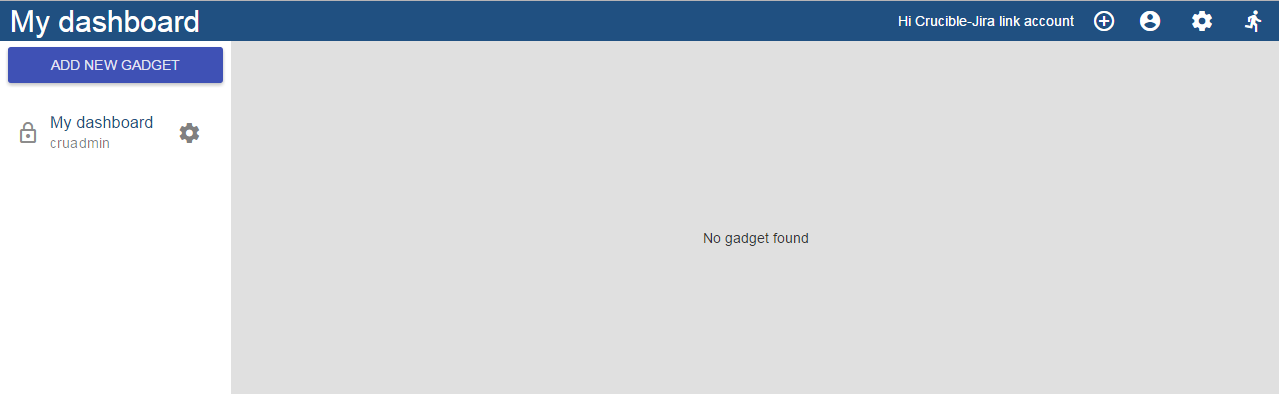 My dashboard
Hi Crucible-Jira link account
ADD NEW GADGET
My dashboard
cruadmin
No gadget found